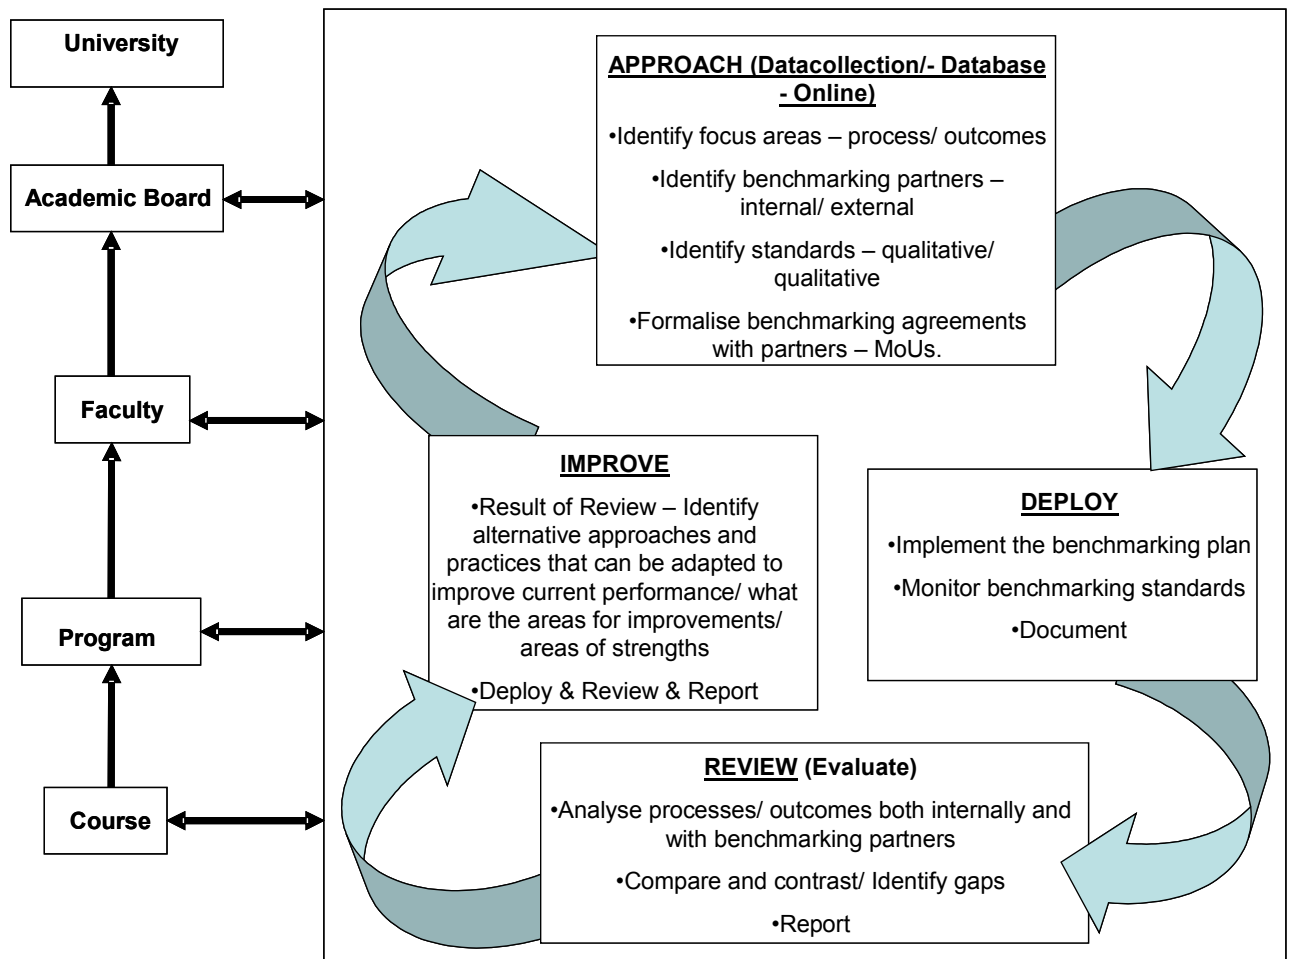 University
Academic Board
Faculty
Program
Course
APPROACH (Datacollection/- Database
- Online)
•Identify focus areas – process/ outcomes
•Identify benchmarking partners –
internal/ external
•Identify standards – qualitative/
qualitative
•Formalise benchmarking agreements
with partners – MoUs.
DEPLOY
•Implement the benchmarking plan
•Monitor benchmarking standards
•Document
REVIEW (Evaluate)
•Analyse processes/ outcomes both internally and
with benchmarking partners
•Compare and contrast/ Identify gaps
•Report
IMPROVE
•Result of Review – Identify
alternative approaches and
practices that can be adapted to
improve current performance/ what
are the areas for improvements/
areas of strengths
•Deploy & Review & Report